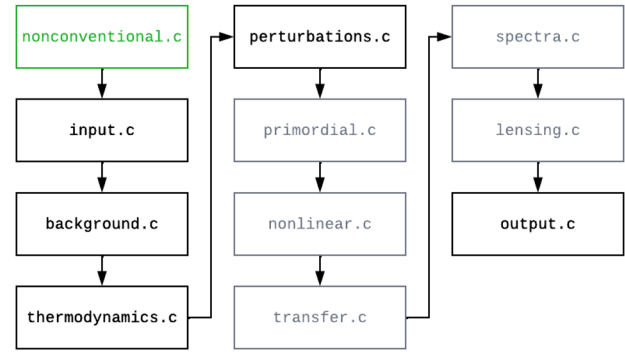 nonconventional.c
input.c
background.c
thermodynamics.c
perturbations.c
primordial.c
nonlinear.c
transfer.c
spectra.c
lensing.c
output.c